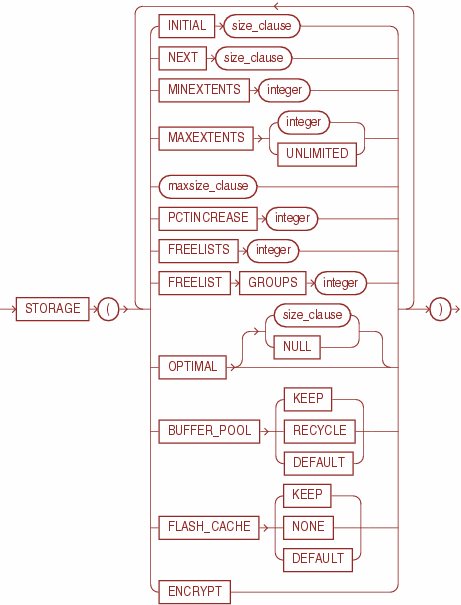 INITIAL size_clause
NEXT size_clause
MINEXTENTS integer
integer
MAXEXTENTS
UNLIMITED
maxsize_clause
PCTINCREASE integer
FREELISTS integer
FREELIST GROUPS integer
STORAGE ( )
size_clause
NULL
OPTIMAL
KEEP
BUFFER_POOL RECYCLE
DEFAULT
KEEP
FLASH_CACHE NONE
DEFAULT
ENCRYPT